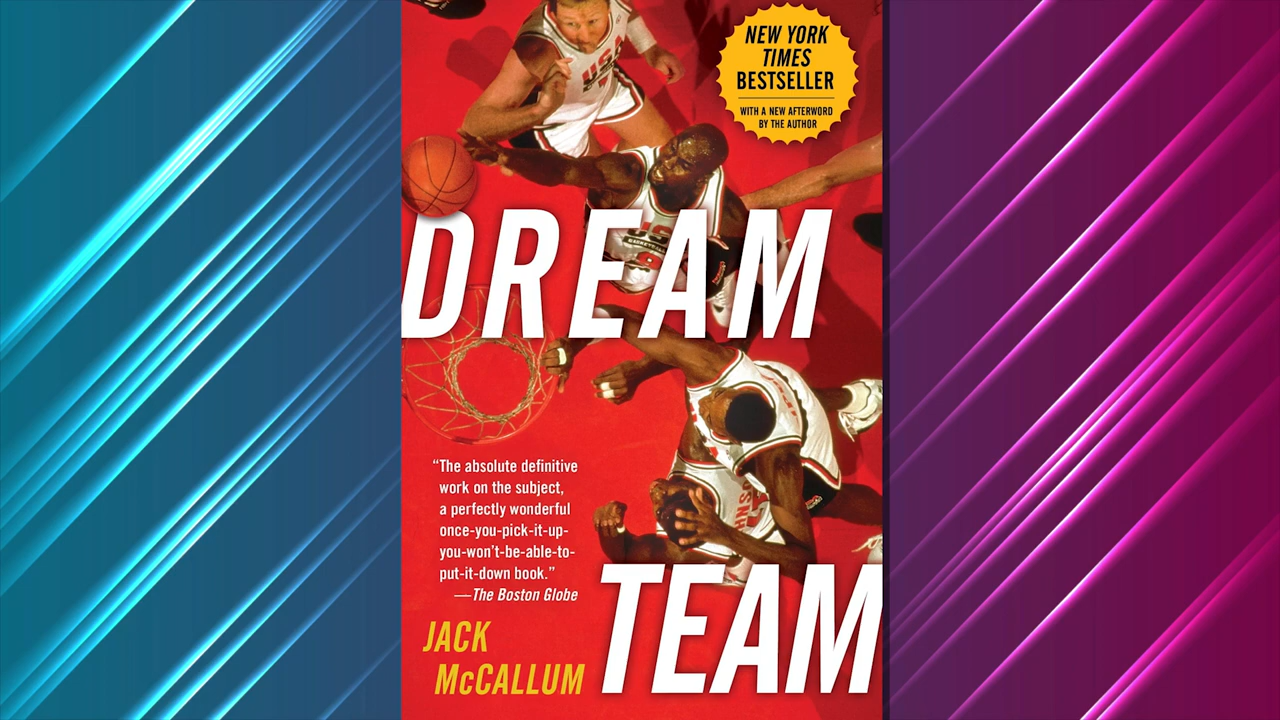 NEW YORK
TIMES
BESTSELLER
WITH A NEW AFTERWORD
BY THE AUTHOR
USA
DREAM
TEAM
“The absolute definitive
work on the subject,
a perfectly wonderful
once-you-pick-it-up-
you-won’t-be-able-to-
put-it-down book.”
—The Boston Globe
JACK
McCALLUM